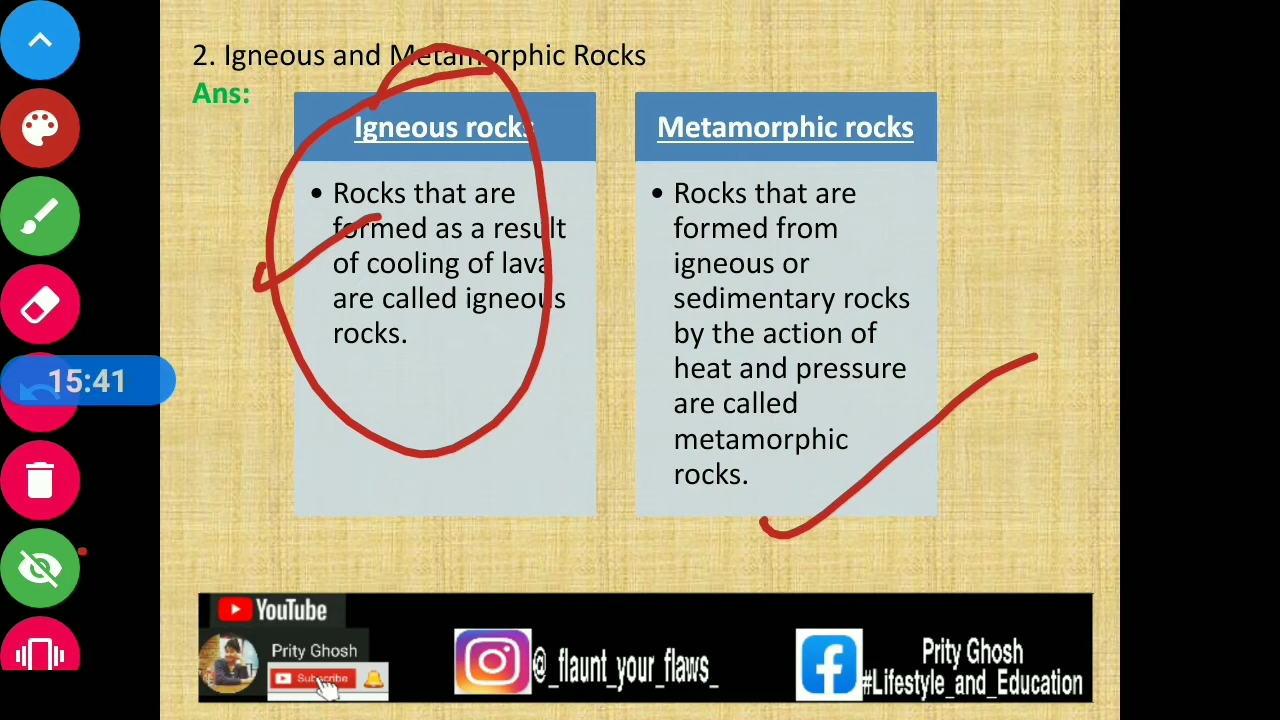 2. Igneous and Metamorphic Rocks
Ans:
Igneous rocks
• Rocks that are
formed as a result
of cooling of lava
are called igneous
rocks.
Metamorphic rocks
• Rocks that are
formed from
igneous or
sedimentary rocks
by the action of
heat and pressure
are called
metamorphic
rocks.
15:41
YouTube
Prity Ghosh
Subscribe
@_flaunt_your_flaws_
Prity Ghosh
#Lifestyle_and_Education